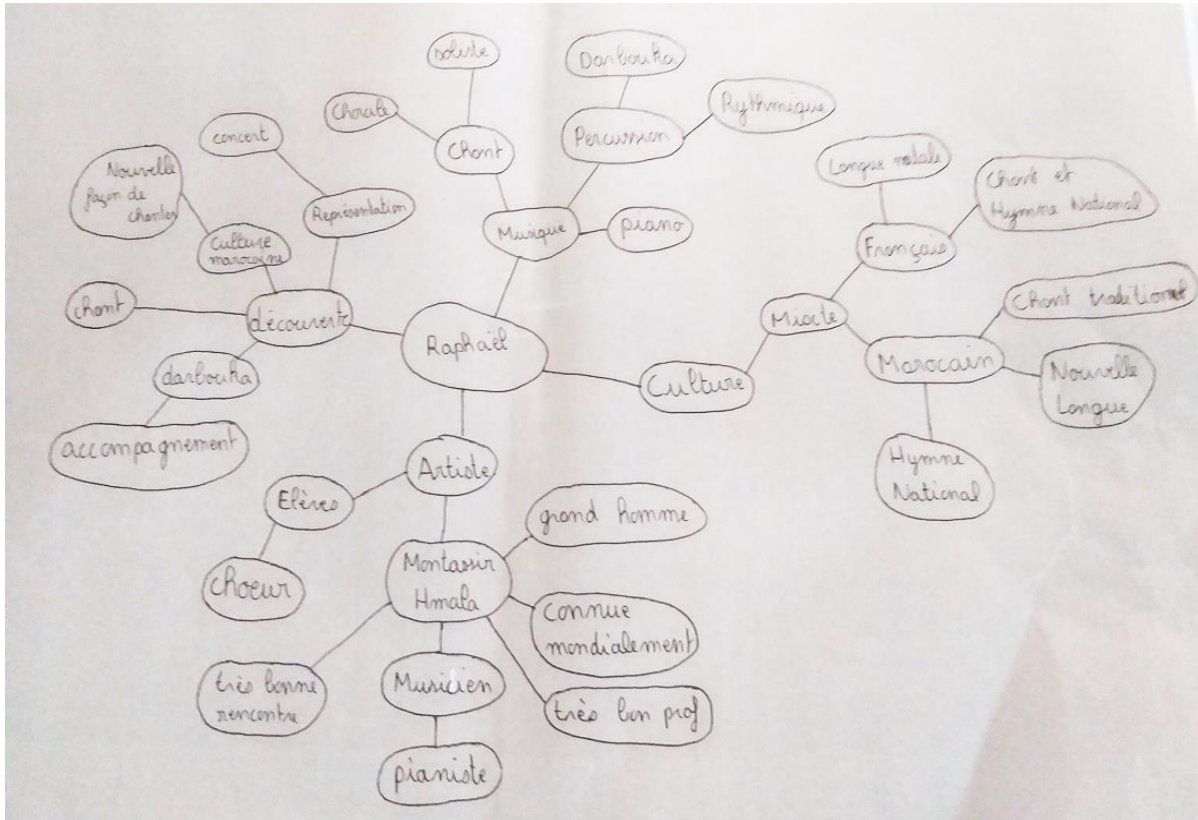 soliste
Darbouka
Chorale
Rythmique
concert
Percussion
Chant
Langue natale
Nouvelle
façon de
chanter
Chant et
Hymne National
Représentation
Musique
piano
Français
culture
marocaine
chant
découverte
Mixte
Chant traditionnel
Raphaël
Marocain
darbouka
Culture
Nouvelle
Langue
accompagnement
Artiste
Hymne
National
Elèves
grand homme
Montassir
Hmala
choeur
connue
mondialement
très bonne
rencontre
Musicien
très bon prof
pianiste